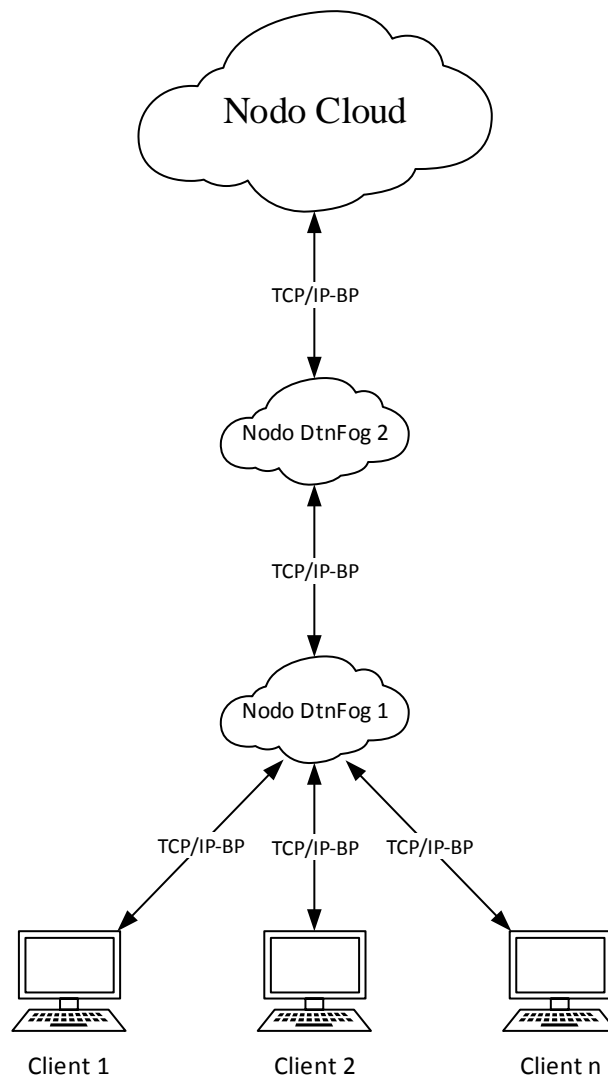 Nodo Cloud
TCP/IP-BP
Nodo DtnFog 2
TCP/IP-BP
Nodo DtnFog 1
TCP/IP-BP
TCP/IP-BP
TCP/IP-BP
Client 1
Client 2
Client n